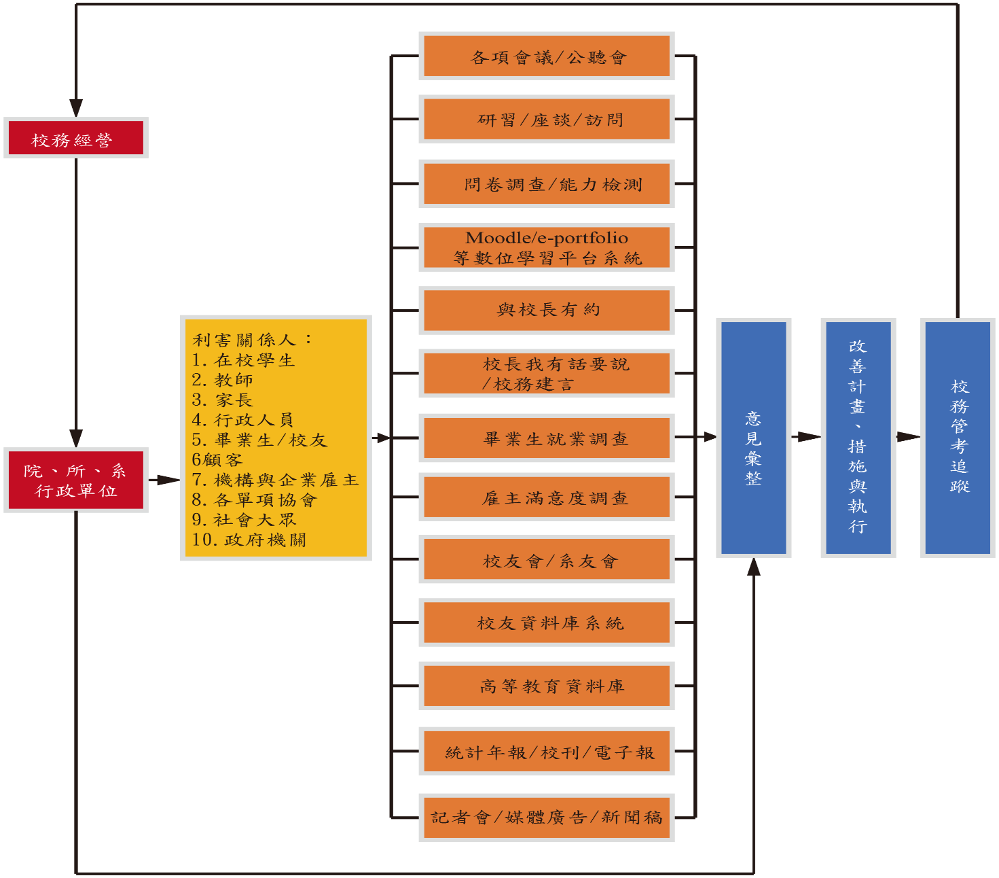 校務經營
院、所、系
行政單位
利害關係人：
1. 在校學生
2. 教師
3. 家長
4. 行政人員
5. 畢業生/校友
6顧客
7. 機構與企業雇主
8. 各單項協會
9. 社會大眾
10. 政府機關
各項會議/公聽會
研習/座談/訪問
問卷調查/能力檢測
Moodle/e-portfolio
等數位學習平台系統
與校長有約
校長我有話要說
/校務建言
畢業生就業調查
雇主滿意度調查
校友會/系友會
校友資料庫系統
高等教育資料庫
統計年報/校刊/電子報
記者會/媒體廣告/新聞稿
意見彙整
改善計畫、措施與執行
校務管考追蹤